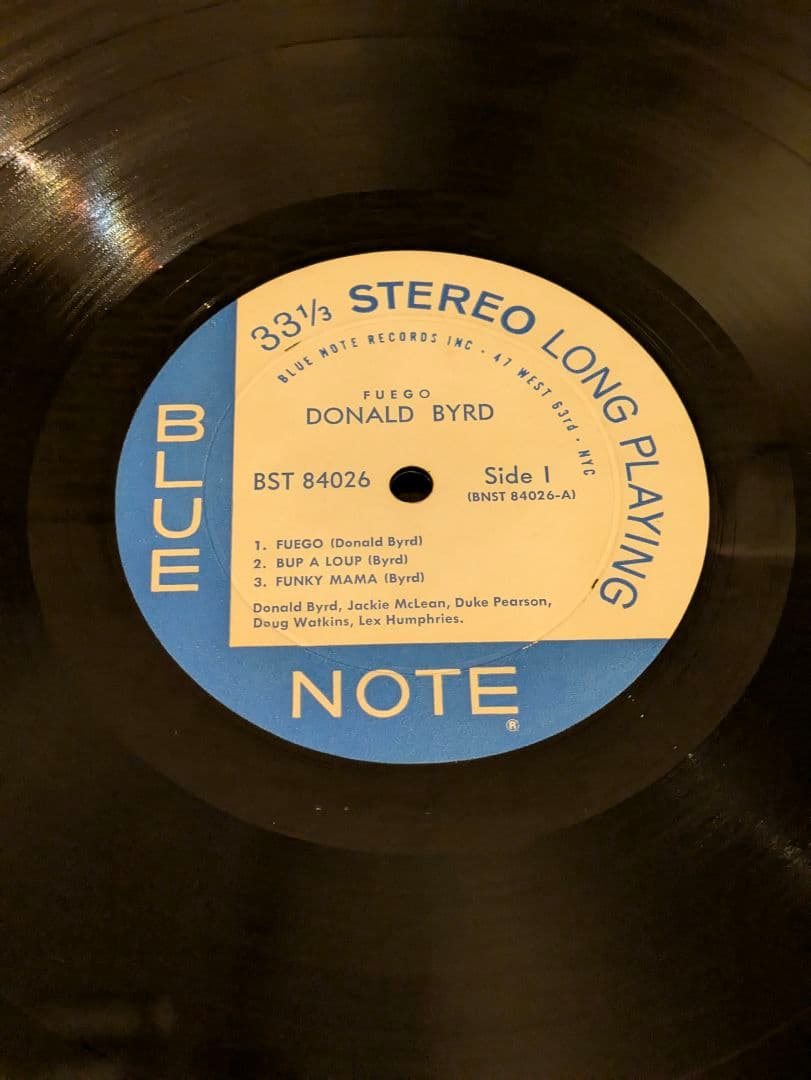 33⅓ STEREO LONG PLAYING
BLUE NOTE RECORDS INC · 47 WEST 63rd · NYC
FUEGO
DONALD BYRD
BST 84026
Side 1
(BNST 84026-A)
1. FUEGO (Donald Byrd)
2. BUP A LOUP (Byrd)
3. FUNKY MAMA (Byrd)
Donald Byrd, Jackie McLean, Duke Pearson,
Doug Watkins, Lex Humphries.
BLUE
NOTE
®